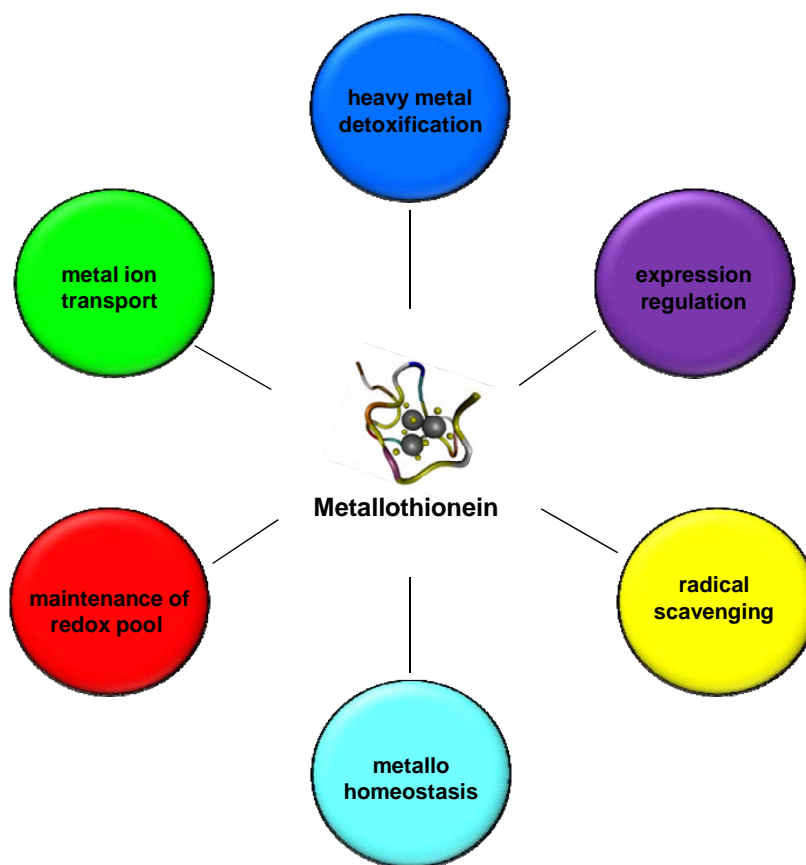 heavy metal
detoxification
metal ion
transport
expression
regulation
Metallothionein
maintenance of
redox pool
radical
scavenging
metallo
homeostasis